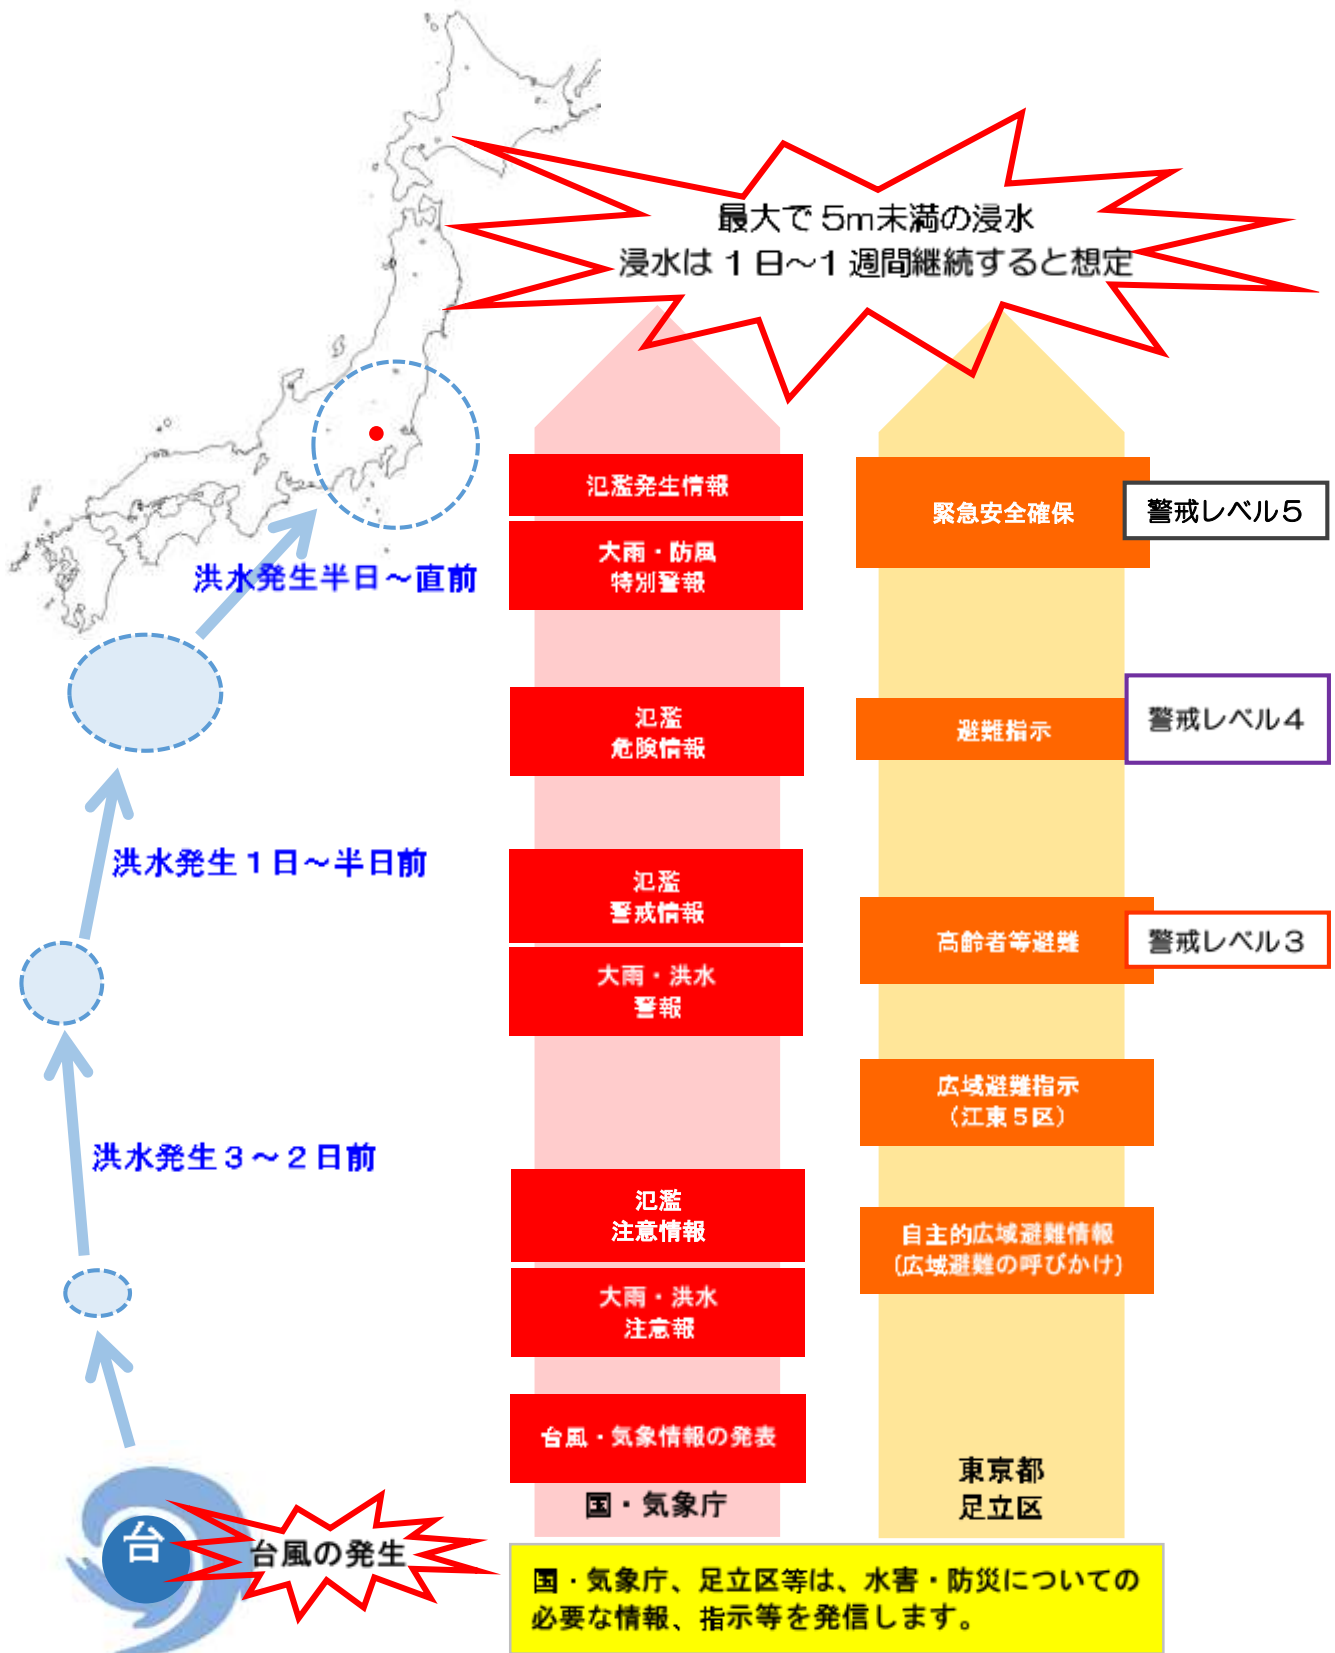 最大で5m未満の浸水
浸水は1日～1週間継続すると想定
氾濫発生情報
大雨・防風
特別警報
緊急安全確保
警戒レベル5
洪水発生半日～直前
氾濫
危険情報
避難指示
警戒レベル4
洪水発生1日～半日前
氾濫
警戒情報
大雨・洪水
警報
高齢者等避難
警戒レベル3
広域避難指示
（江東5区）
洪水発生3～2日前
氾濫
注意情報
大雨・洪水
注意報
自主的広域避難情報
(広域避難の呼びかけ)
台風・気象情報の発表
国・気象庁
東京都
足立区
台
台風の発生
国・気象庁、足立区等は、水害・防災についての
必要な情報、指示等を発信します。